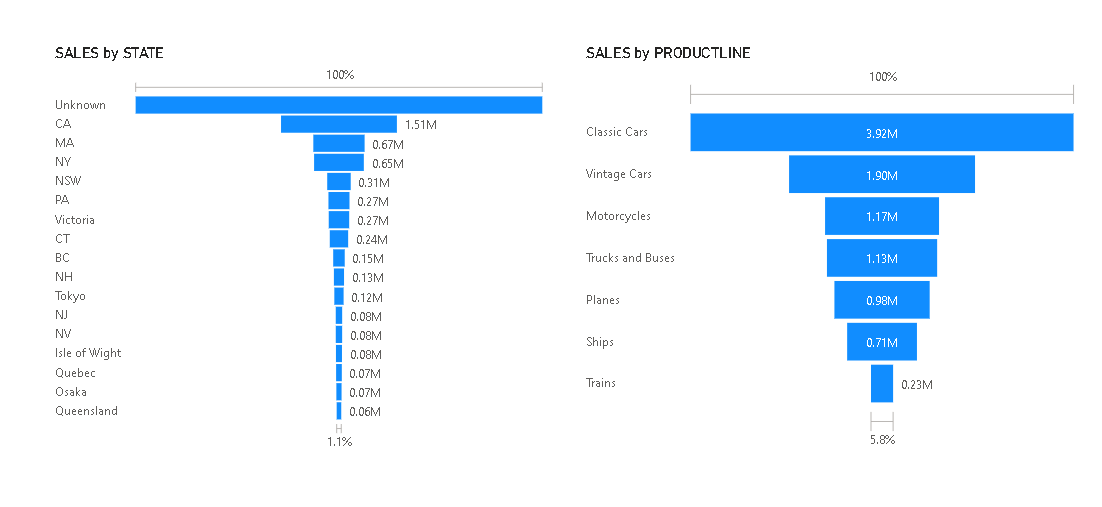 SALES by STATE
100%
Unknown
CA 1.51M
MA 0.67M
NY 0.65M
NSW 0.31M
PA 0.27M
Victoria 0.27M
CT 0.24M
BC 0.15M
NH 0.13M
Tokyo 0.12M
NJ 0.08M
NV 0.08M
Isle of Wight 0.08M
Quebec 0.07M
Osaka 0.07M
Queensland 0.06M
1.1%
SALES by PRODUCTLINE
100%
Classic Cars 3.92M
Vintage Cars 1.90M
Motorcycles 1.17M
Trucks and Buses 1.13M
Planes 0.98M
Ships 0.71M
Trains 0.23M
5.8%